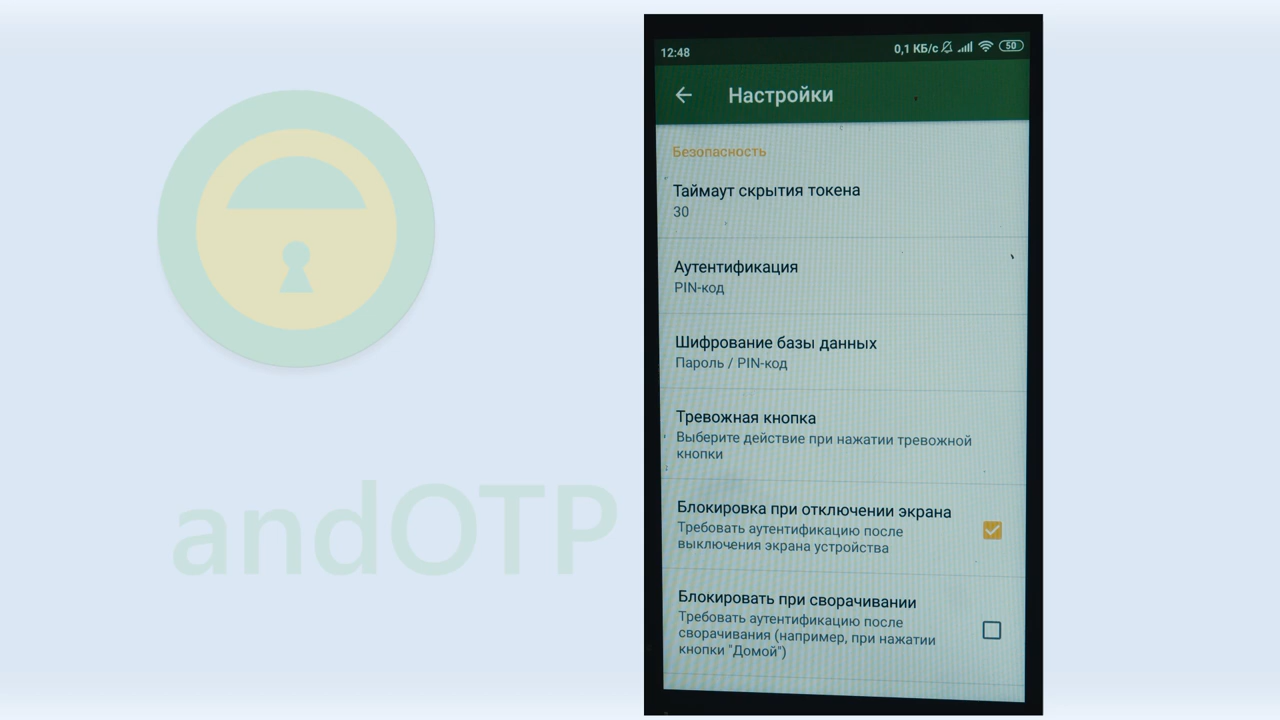 andOTP
12:48
0,1 КБ/с
50
Настройки
Безопасность
Таймаут скрытия токена
30
Аутентификация
PIN-код
Шифрование базы данных
Пароль / PIN-код
Тревожная кнопка
Выберите действие при нажатии тревожной
кнопки
Блокировка при отключении экрана
Требовать аутентификацию после
выключения экрана устройства
Блокировать при сворачивании
Требовать аутентификацию после
сворачивания (например, при нажатии
кнопки "Домой")